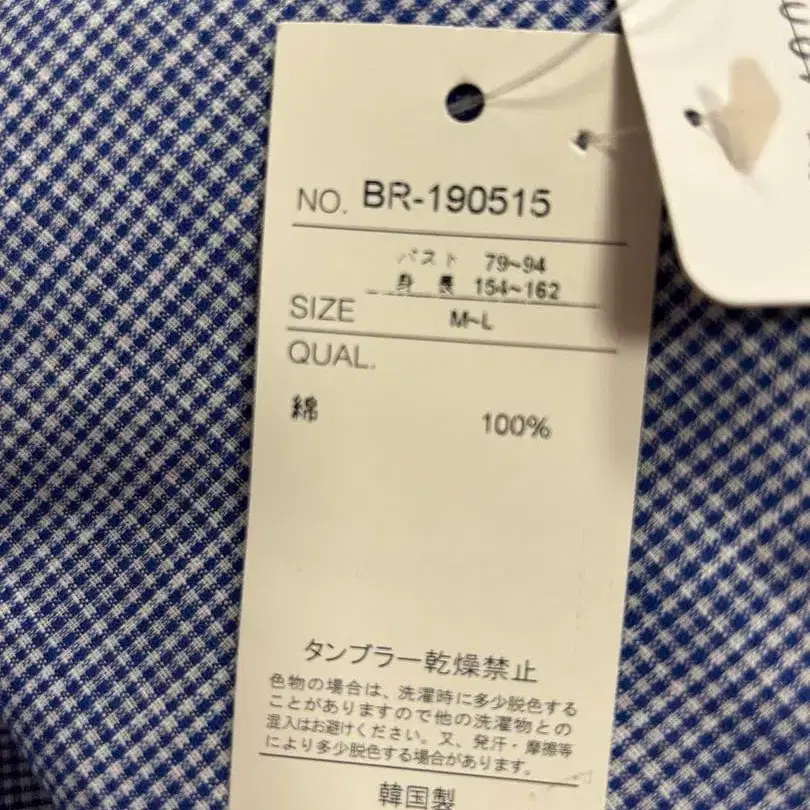 NO. BR-190515
バスト 79~94
身 長 154~162
SIZE M~L
QUAL.
綿 100%
タンブラー乾燥禁止
色物の場合は、洗濯時に多少脱色する
ことがありますので他の洗濯物との
混入はお避けください。又、発汗・摩擦等
により多少脱色する場合があります。
韓国製